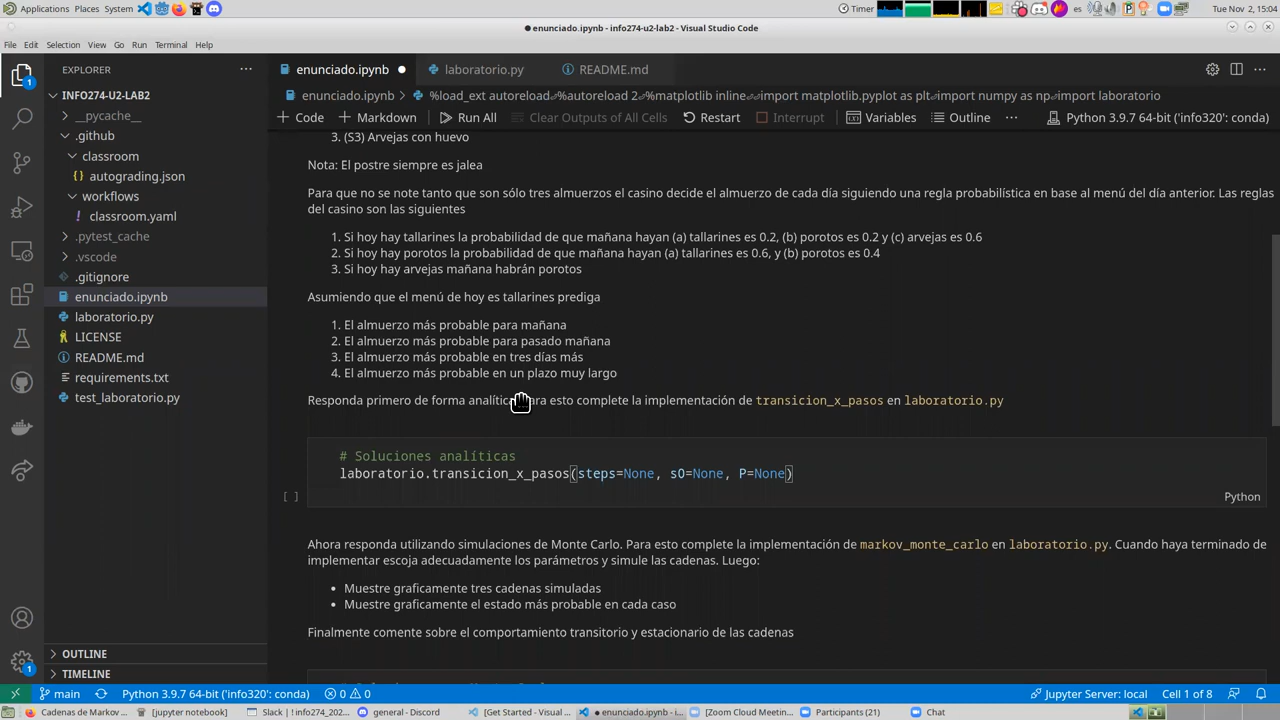 Applications Places System Timer es Wed Nov 17, 15:04
● enunciado.ipynb - info274-u2-lab2 - Visual Studio Code
File Edit Selection View Go Run Terminal Help
EXPLORER ...
enunciado.ipynb ●
laboratorio.py
README.md
INFO274-U2-LAB2
enunciado.ipynb > %load_ext autoreload⏎%autoreload 2⏎%matplotlib inline⏎import matplotlib.pyplot as plt⏎import numpy as np⏎import laboratorio
+ Code + Markdown Run All Clear Outputs of All Cells Restart Interrupt Variables Outline ... Python 3.9.7 64-bit ('info320': conda)
__pycache__
.github
classroom
autograding.json
workflows
classroom.yaml
.pytest_cache
.vscode
.gitignore
enunciado.ipynb
laboratorio.py
LICENSE
README.md
requirements.txt
test_laboratorio.py
OUTLINE
TIMELINE
3. (S3) Arvejas con huevo
Nota: El postre siempre es jalea
Para que no se note tanto que son sólo tres almuerzos el casino decide el almuerzo de cada día siguiendo una regla probabilística en base al menú del día anterior. Las reglas
del casino son las siguientes
1. Si hoy hay tallarines la probabilidad de que mañana hayan (a) tallarines es 0.2, (b) porotos es 0.2 y (c) arvejas es 0.6
2. Si hoy hay porotos la probabilidad de que mañana hayan (a) tallarines es 0.6, y (b) porotos es 0.4
3. Si hoy hay arvejas mañana habrán porotos
Asumiendo que el menú de hoy es tallarines prediga
1. El almuerzo más probable para mañana
2. El almuerzo más probable para pasado mañana
3. El almuerzo más probable en tres días más
4. El almuerzo más probable en un plazo muy largo
Responda primero de forma analític ara esto complete la implementación de transicion_x_pasos en laboratorio.py
# Soluciones analíticas
laboratorio.transicion_x_pasos(steps=None, s0=None, P=None)
[ ] Python
Ahora responda utilizando simulaciones de Monte Carlo. Para esto complete la implementación de markov_monte_carlo en laboratorio.py. Cuando haya terminado de
implementar escoja adecuadamente los parámetros y simule las cadenas. Luego:
• Muestre graficamente tres cadenas simuladas
• Muestre graficamente el estado más probable en cada caso
Finalmente comente sobre el comportamiento transitorio y estacionario de las cadenas
main Python 3.9.7 64-bit ('info320': conda) 0 0 Jupyter Server: local Cell 1 of 8
Cadenas de Markov ... [jupyter notebook] Slack | ! info274_202... general - Discord [Get Started - Visual ... ● enunciado.ipynb - i... [Zoom Cloud Meetin... Participants (21) Chat